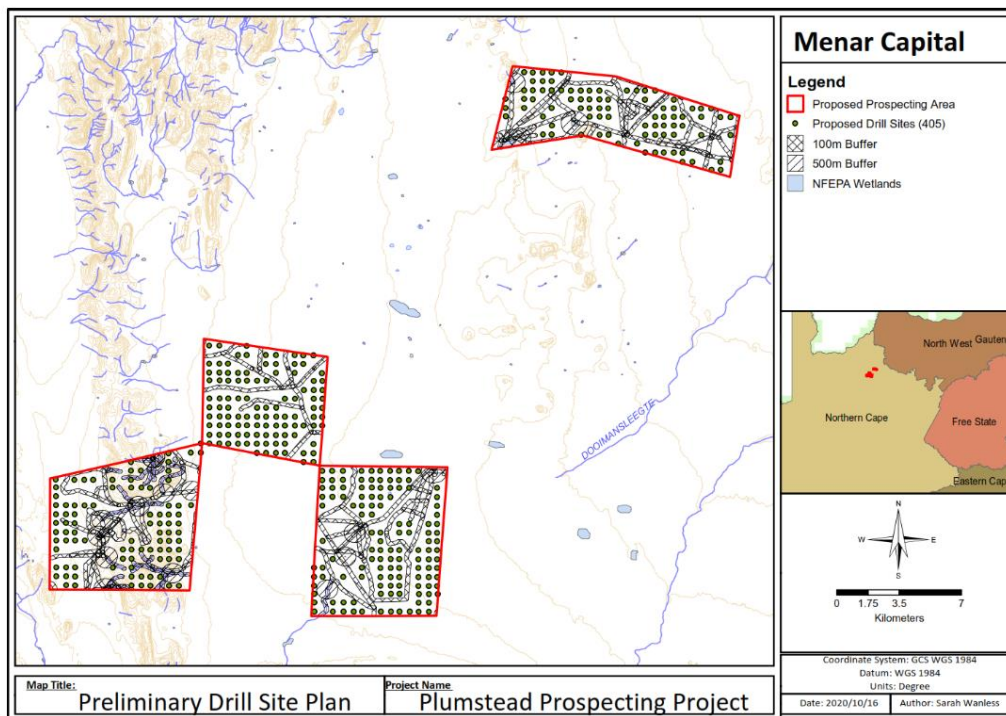 Menar Capital
Legend
Proposed Prospecting Area
Proposed Drill Sites (405)
100m Buffer
500m Buffer
NFEPA Wetlands
DOOIMANSLEEGTE
North West
Gauten
Northern Cape
Free State
Eastern Cap
N
W
E
S
0 1.75 3.5 7
Kilometers
Coordinate System: GCS WGS 1984
Datum: WGS 1984
Units: Degree
Date: 2020/10/16
Author: Sarah Wanless
Map Title:
Preliminary Drill Site Plan
Project Name
Plumstead Prospecting Project